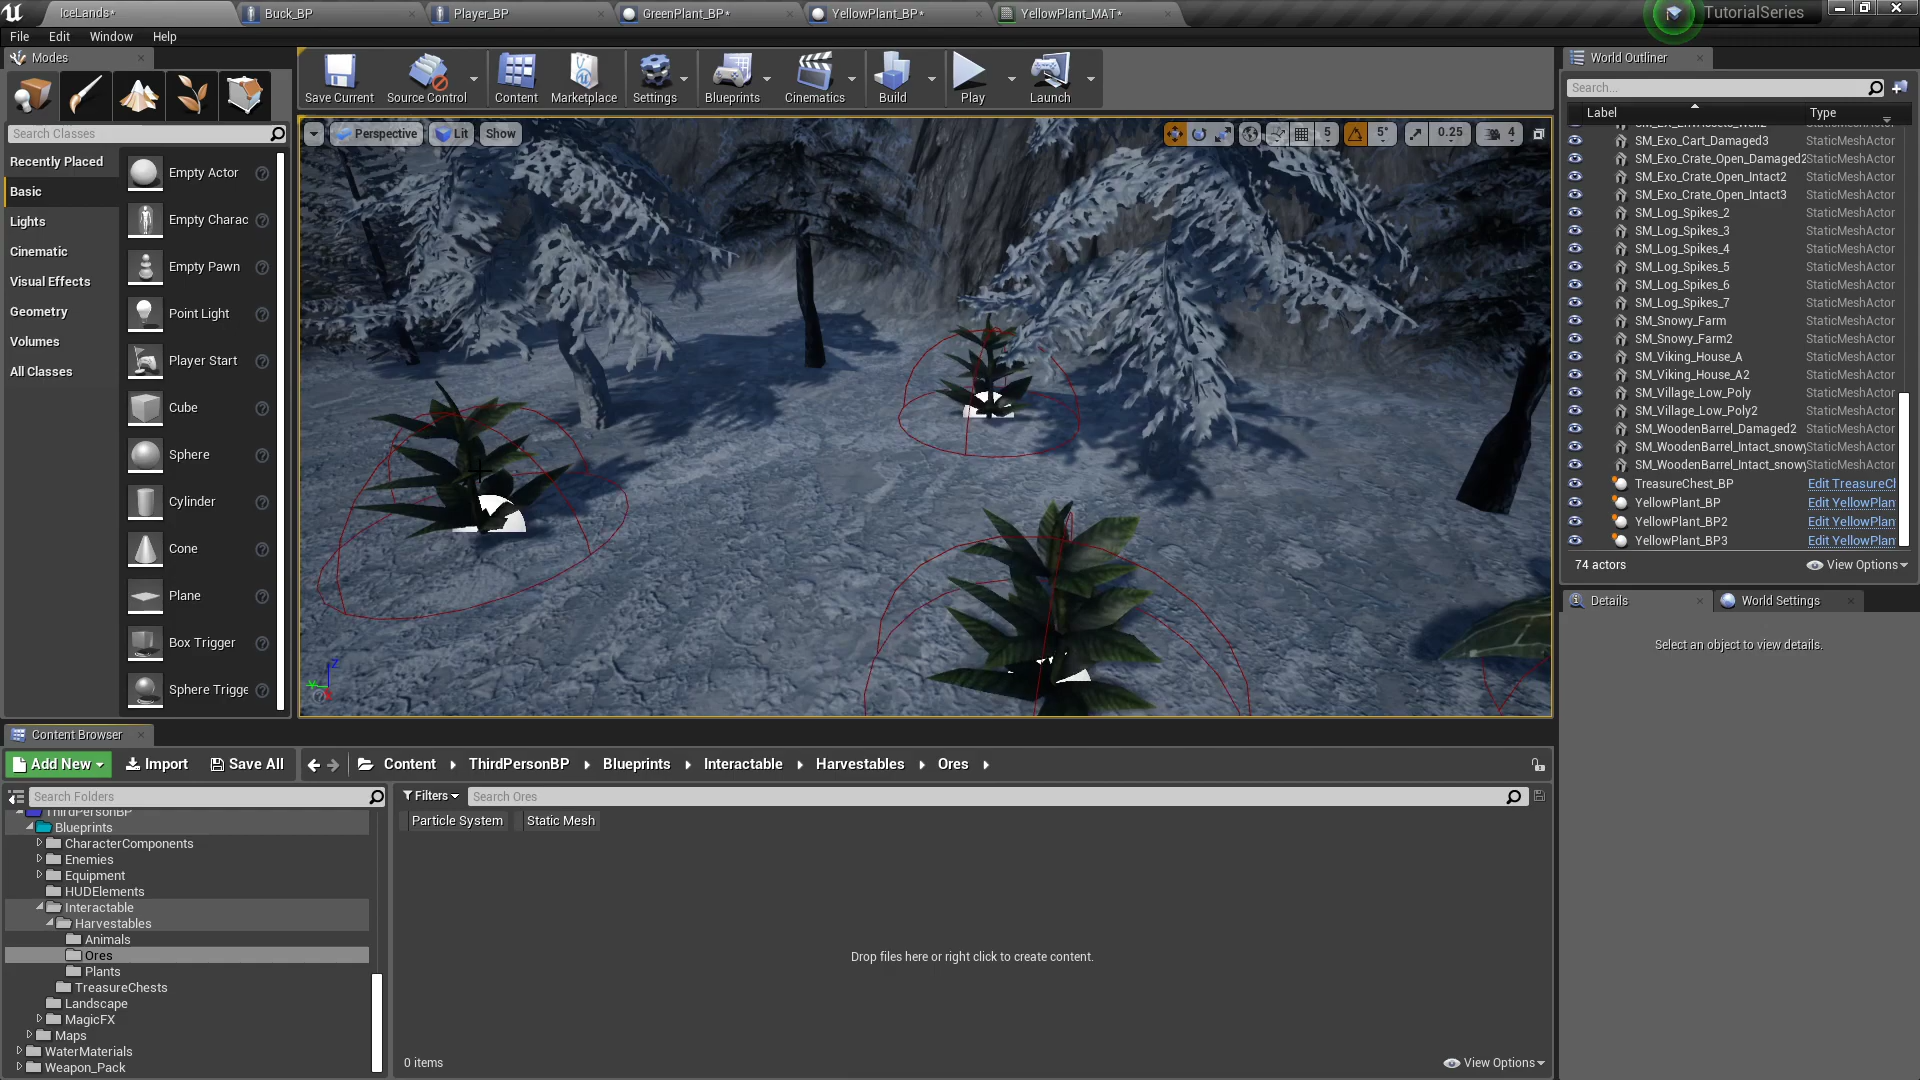 IceLands*
Buck_BP
Player_BP
GreenPlant_BP*
YellowPlant_BP*
YellowPlant_MAT*
TutorialSeries
File Edit Window Help
Modes
Save Current
Source Control
Content
Marketplace
Settings
Blueprints
Cinematics
Build
Play
Launch
Search Classes
Recently Placed
Basic
Lights
Cinematic
Visual Effects
Geometry
Volumes
All Classes
Empty Actor
Empty Charac
Empty Pawn
Point Light
Player Start
Cube
Sphere
Cylinder
Cone
Plane
Box Trigger
Sphere Trigge
Perspective
Lit
Show
5
5°
0.25
4
World Outliner
Search...
Label Type
SM_Exo_Cart_Damaged3 StaticMeshActor
SM_Exo_Crate_Open_Damaged2 StaticMeshActor
SM_Exo_Crate_Open_Intact2 StaticMeshActor
SM_Exo_Crate_Open_Intact3 StaticMeshActor
SM_Log_Spikes_2 StaticMeshActor
SM_Log_Spikes_3 StaticMeshActor
SM_Log_Spikes_4 StaticMeshActor
SM_Log_Spikes_5 StaticMeshActor
SM_Log_Spikes_6 StaticMeshActor
SM_Log_Spikes_7 StaticMeshActor
SM_Snowy_Farm StaticMeshActor
SM_Snowy_Farm2 StaticMeshActor
SM_Viking_House_A StaticMeshActor
SM_Viking_House_A2 StaticMeshActor
SM_Village_Low_Poly StaticMeshActor
SM_Village_Low_Poly2 StaticMeshActor
SM_WoodenBarrel_Damaged2 StaticMeshActor
SM_WoodenBarrel_Intact_snowy StaticMeshActor
SM_WoodenBarrel_Intact_snowy StaticMeshActor
TreasureChest_BP Edit TreasureCl
YellowPlant_BP Edit YellowPlan
YellowPlant_BP2 Edit YellowPlan
YellowPlant_BP3 Edit YellowPlan
74 actors
View Options
Details
World Settings
Select an object to view details.
Z
Content Browser
Add New
Import
Save All
Content ThirdPersonBP Blueprints Interactable Harvestables Ores
Search Folders
ThirdPersonBP
Blueprints
CharacterComponents
Enemies
Equipment
HUDElements
Interactable
Harvestables
Animals
Ores
Plants
TreasureChests
Landscape
MagicFX
Maps
WaterMaterials
Weapon_Pack
Filters
Search Ores
Particle System
Static Mesh
Drop files here or right click to create content.
0 items
View Options